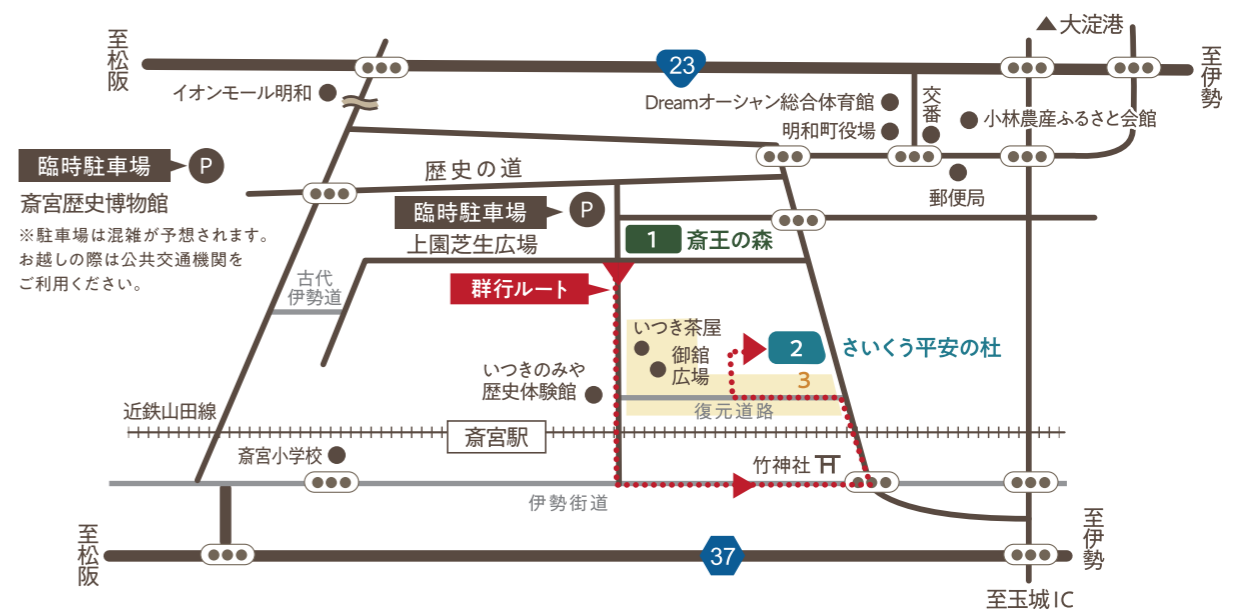 ▲大淀港
至松阪
23
至伊勢
イオンモール明和
Dreamオーシャン総合体育館
交番
小林農産ふるさと会館
明和町役場
臨時駐車場
P
歴史の道
郵便局
斎宮歴史博物館
臨時駐車場
P
※駐車場は混雑が予想されます。
お越しの際は公共交通機関を
ご利用ください。
上園芝生広場
1
斎王の森
古代
伊勢道
群行ルート
いつき茶屋
御舘
広場
2
さいくう平安の杜
いつきのみや
歴史体験館
3
復元道路
近鉄山田線
斎宮駅
斎宮小学校
竹神社
伊勢街道
至松阪
37
至伊勢
至玉城IC